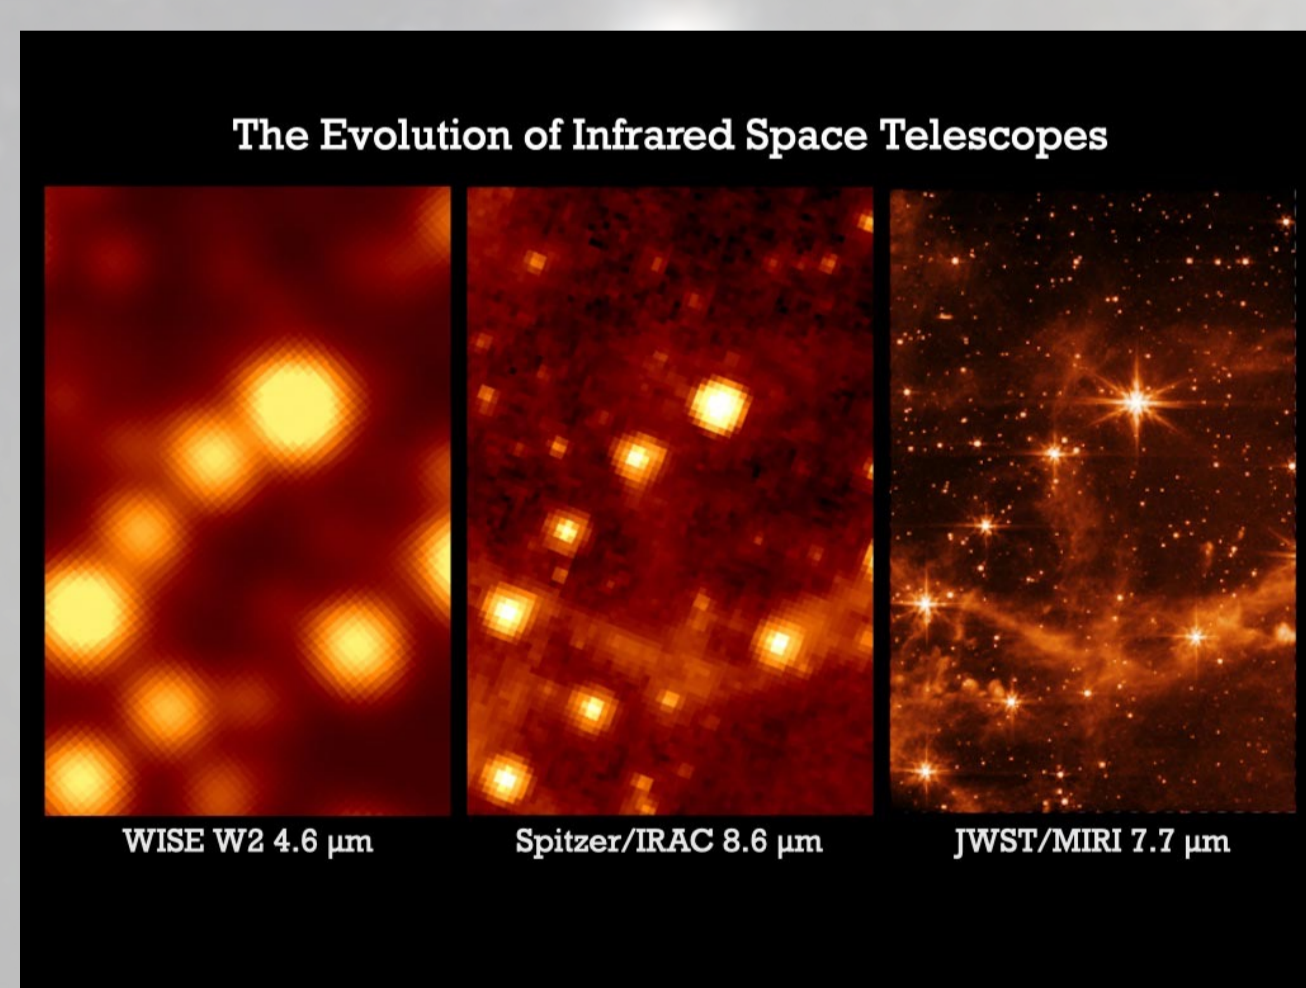 The Evolution of Infrared Space Telescopes
WISE W2 4.6 µm
Spitzer/IRAC 8.6 µm
JWST/MIRI 7.7 µm